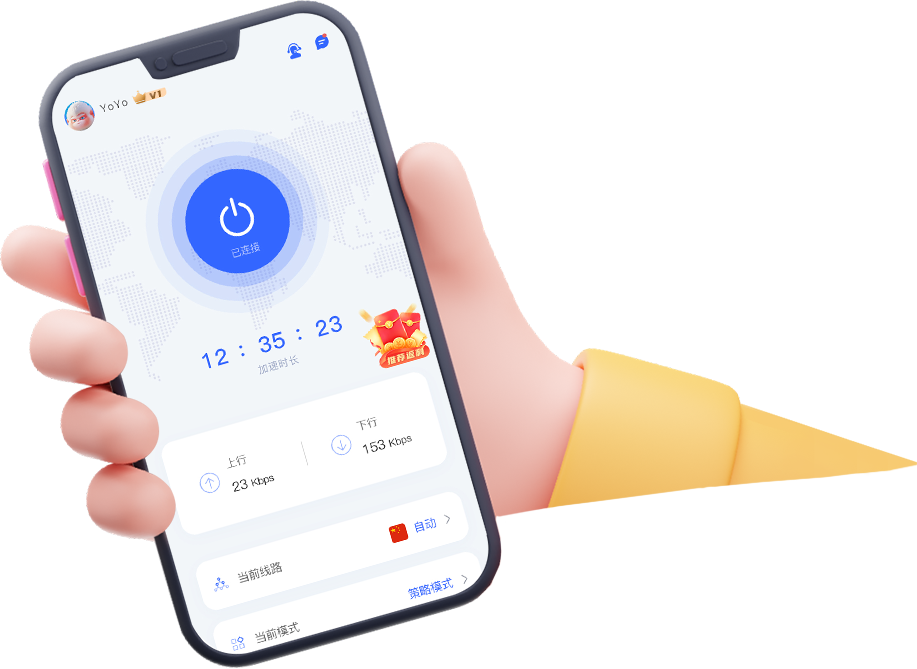 YoYo V1
已连接
12 : 35 : 23
加速时长
推荐返利
上行
23 Kbps
下行
153 Kbps
当前线路
自动
当前模式
策略模式